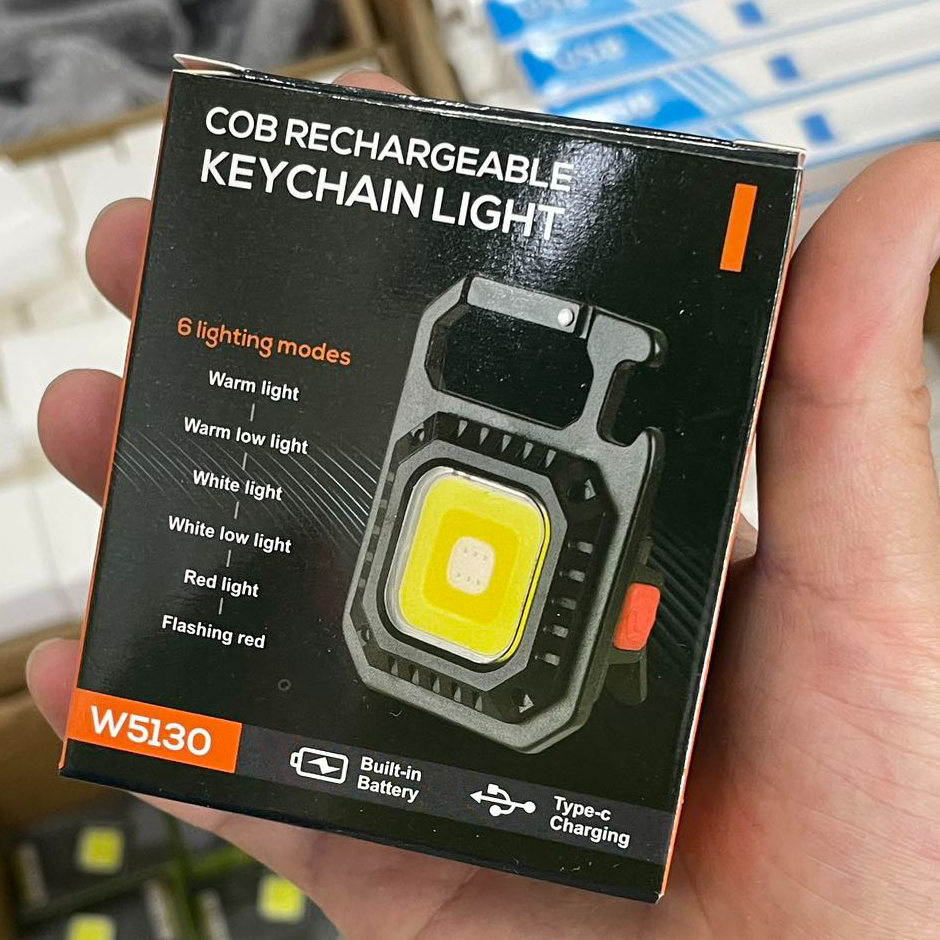 COB RECHARGEABLE
KEYCHAIN LIGHT
6 lighting modes
Warm light
Warm low light
White light
White low light
Red light
Flashing red
W5130
Built-in
Battery
Type-c
Charging